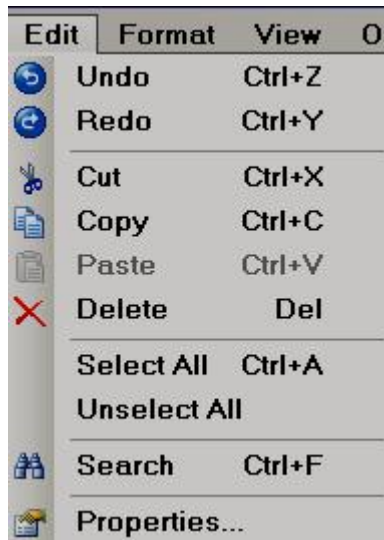 Edit Format View O
Undo Ctrl+Z
Redo Ctrl+Y
Cut Ctrl+X
Copy Ctrl+C
Paste Ctrl+V
Delete Del
Select All Ctrl+A
Unselect All
Search Ctrl+F
Properties...